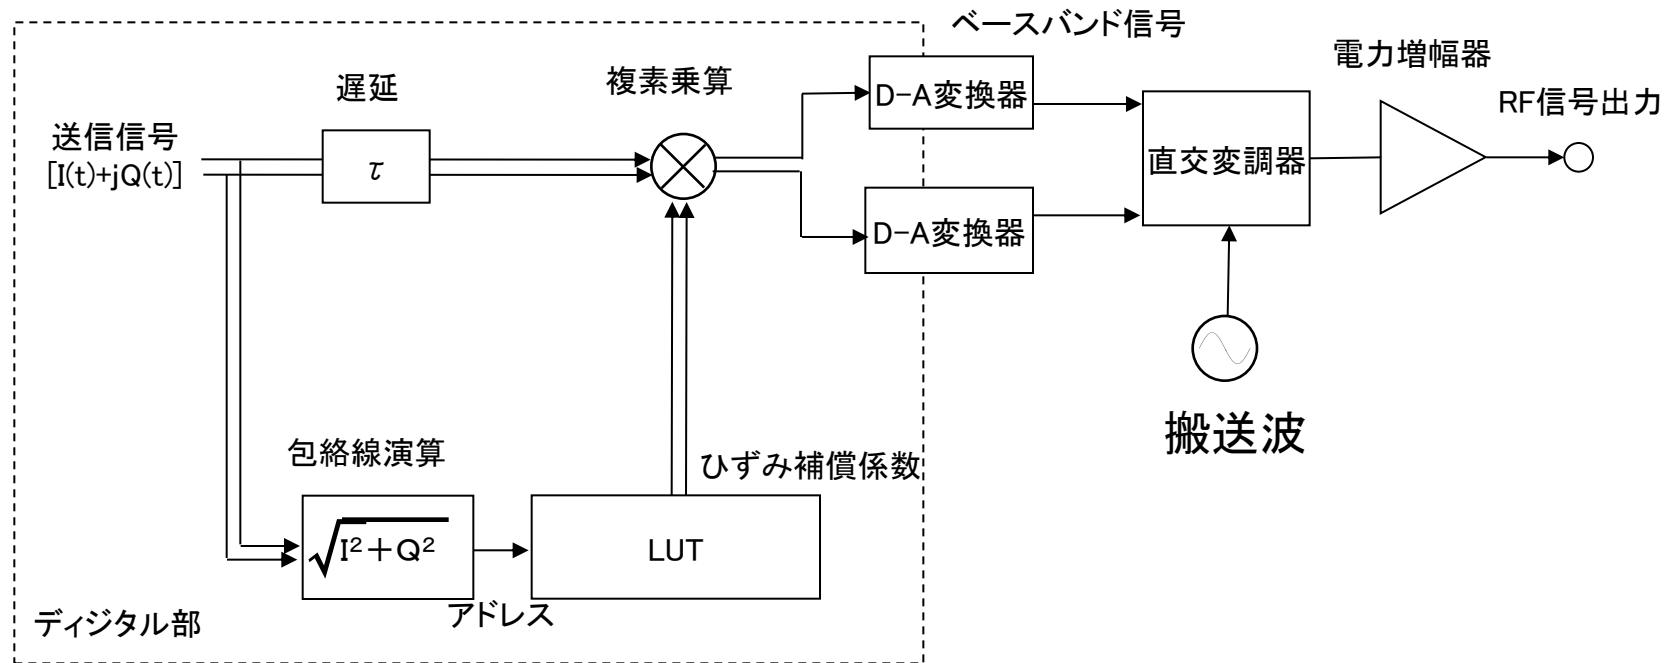 ベースバンド信号
電力増幅器
RF信号出力
遅延
複素乗算
D-A変換器
送信信号
[I(t)+jQ(t)]
τ
直交変調器
D-A変換器
搬送波
包絡線演算
ひずみ補償係数
√I²+Q²
LUT
アドレス
ディジタル部